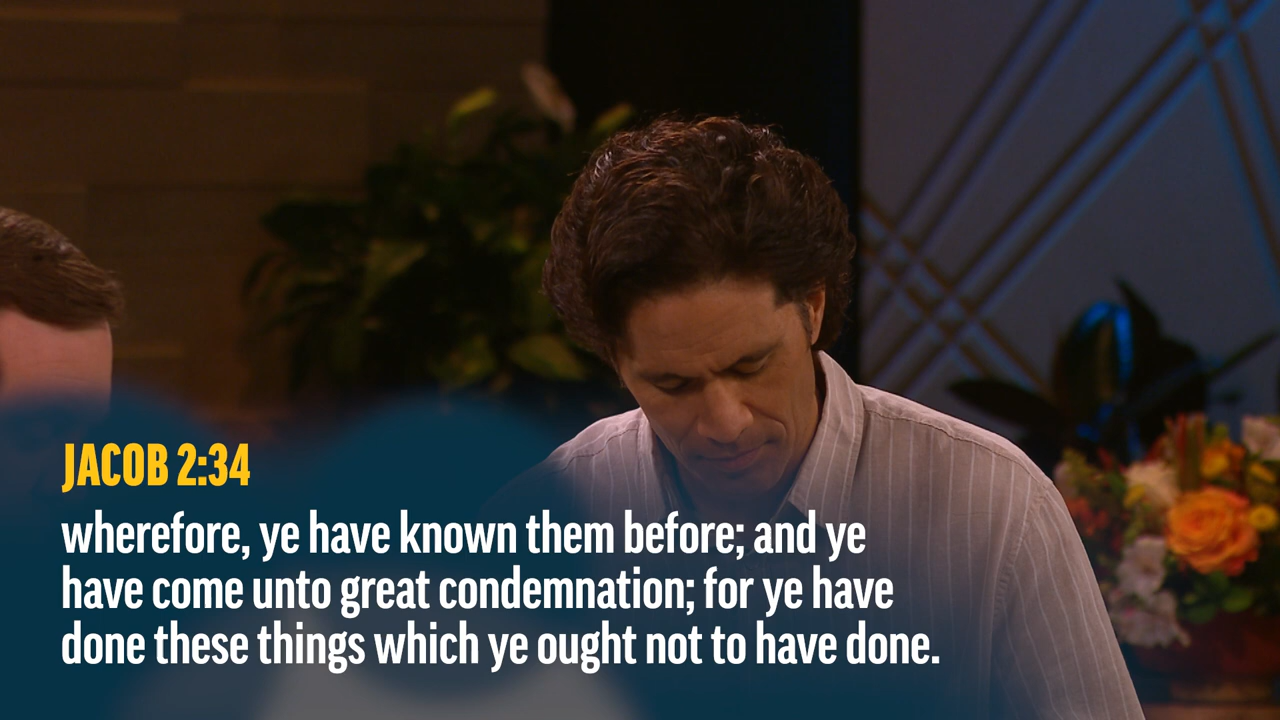 JACOB 2:34
wherefore, ye have known them before; and ye
have come unto great condemnation; for ye have
done these things which ye ought not to have done.